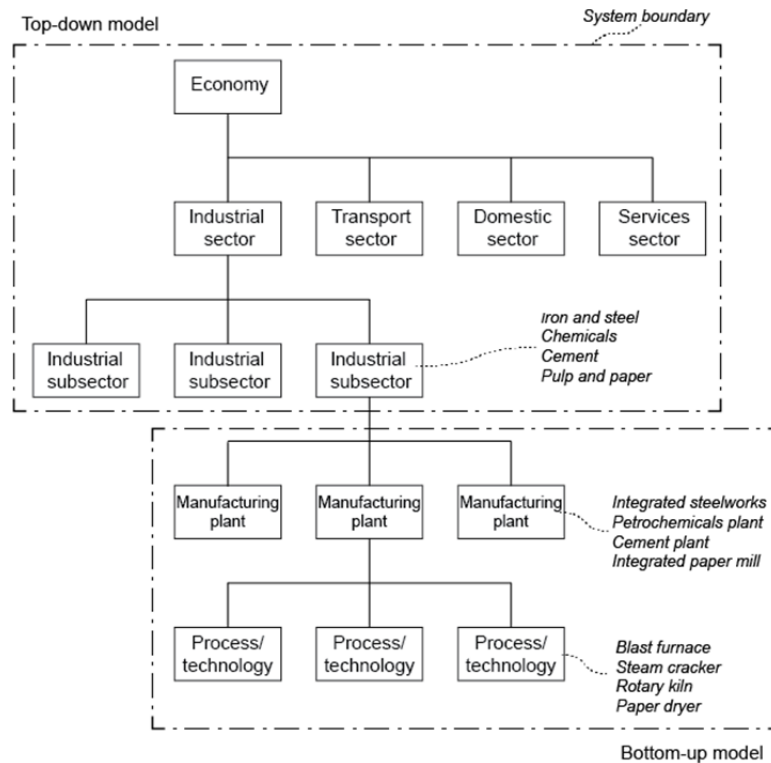 Top-down model
System boundary
Economy
Industrial
sector
Transport
sector
Domestic
sector
Services
sector
Iron and steel
Chemicals
Cement
Pulp and paper
Industrial
subsector
Industrial
subsector
Industrial
subsector
Manufacturing
plant
Manufacturing
plant
Manufacturing
plant
Integrated steelworks
Petrochemicals plant
Cement plant
Integrated paper mill
Process/
technology
Process/
technology
Process/
technology
Blast furnace
Steam cracker
Rotary kiln
Paper dryer
Bottom-up model